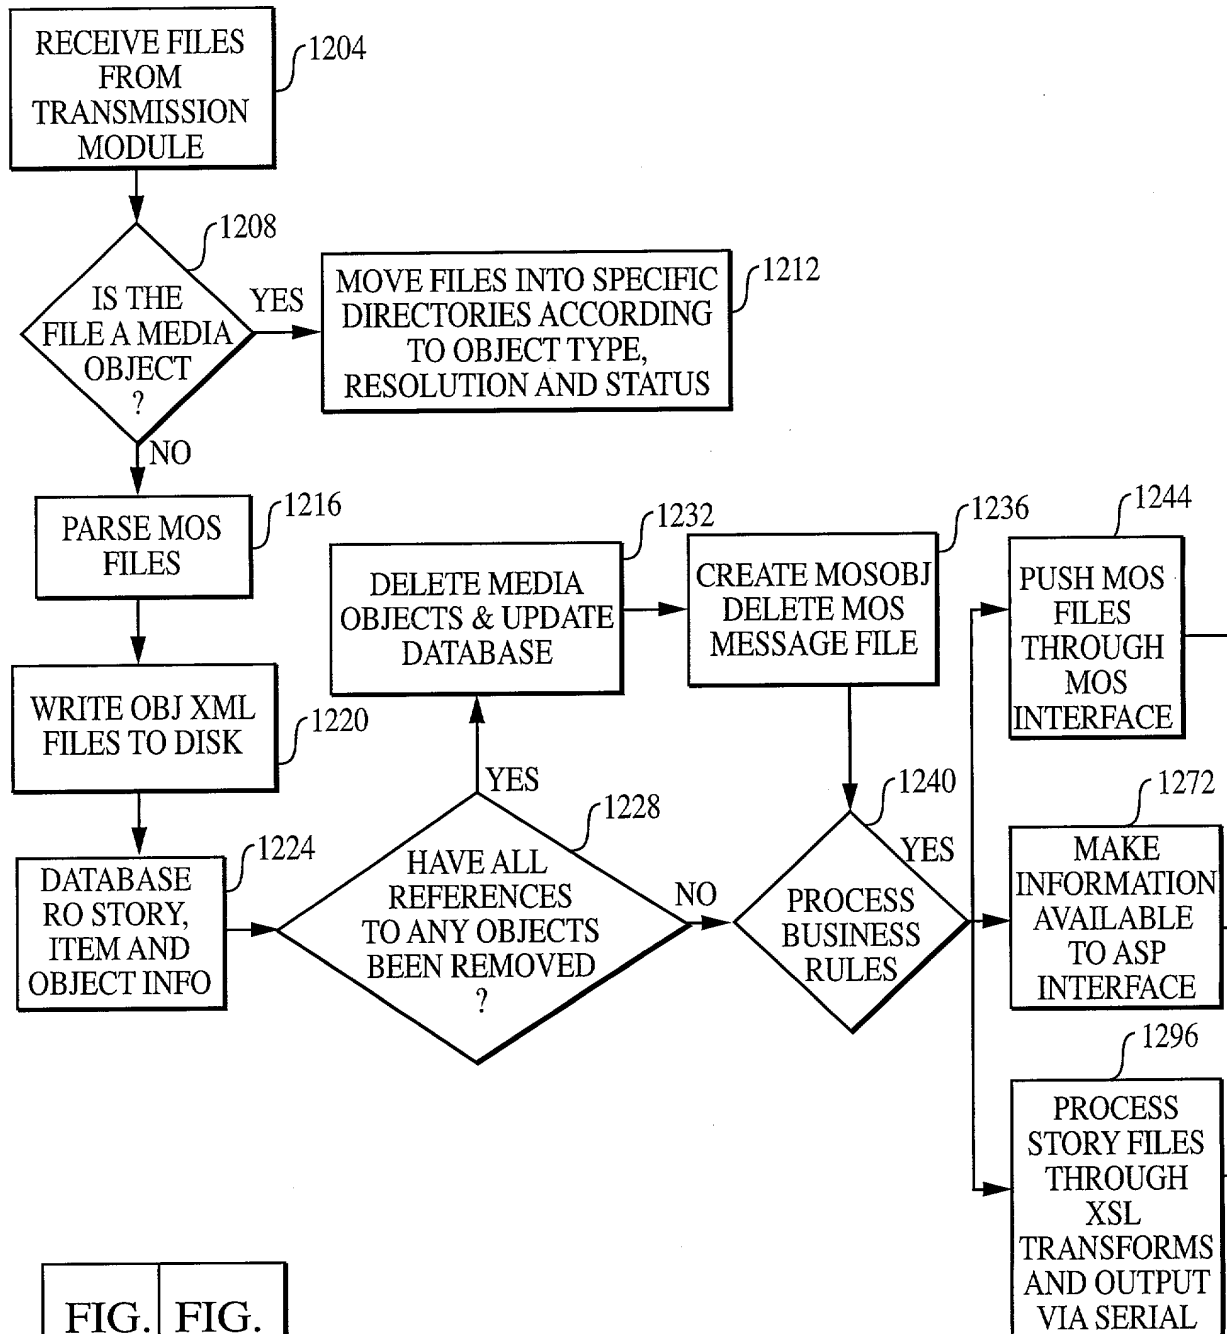 RECEIVE FILES
FROM
TRANSMISSION
MODULE
1204
1208
IS THE
FILE A MEDIA
OBJECT
?
YES
NO
MOVE FILES INTO SPECIFIC
DIRECTORIES ACCORDING
TO OBJECT TYPE,
RESOLUTION AND STATUS
1212
PARSE MOS
FILES
1216
WRITE OBJ XML
FILES TO DISK
1220
DATABASE
RO STORY,
ITEM AND
OBJECT INFO
1224
HAVE ALL
REFERENCES
TO ANY OBJECTS
BEEN REMOVED
?
1228
YES
NO
DELETE MEDIA
OBJECTS & UPDATE
DATABASE
1232
CREATE MOSOBJ
DELETE MOS
MESSAGE FILE
1236
PROCESS
BUSINESS
RULES
1240
YES
PUSH MOS
FILES
THROUGH
MOS
INTERFACE
1244
MAKE
INFORMATION
AVAILABLE
TO ASP
INTERFACE
1272
PROCESS
STORY FILES
THROUGH
XSL
TRANSFORMS
AND OUTPUT
VIA SERIAL
1296
FIG.
FIG.